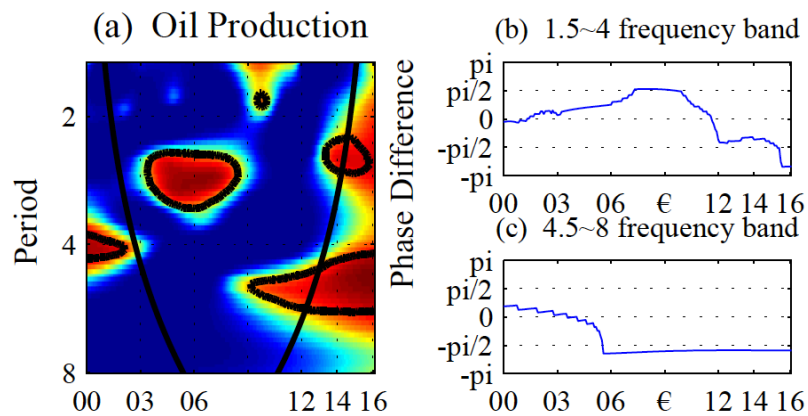 (a) Oil Production
Period
2
4
8
00 03 06 12 14 16
Phase Difference
(b) 1.5~4 frequency band
pi
pi/2
0
-pi/2
-pi
00 03 06 € 12 14 16
(c) 4.5~8 frequency band
pi
pi/2
0
-pi/2
-pi
00 03 06 € 12 14 16